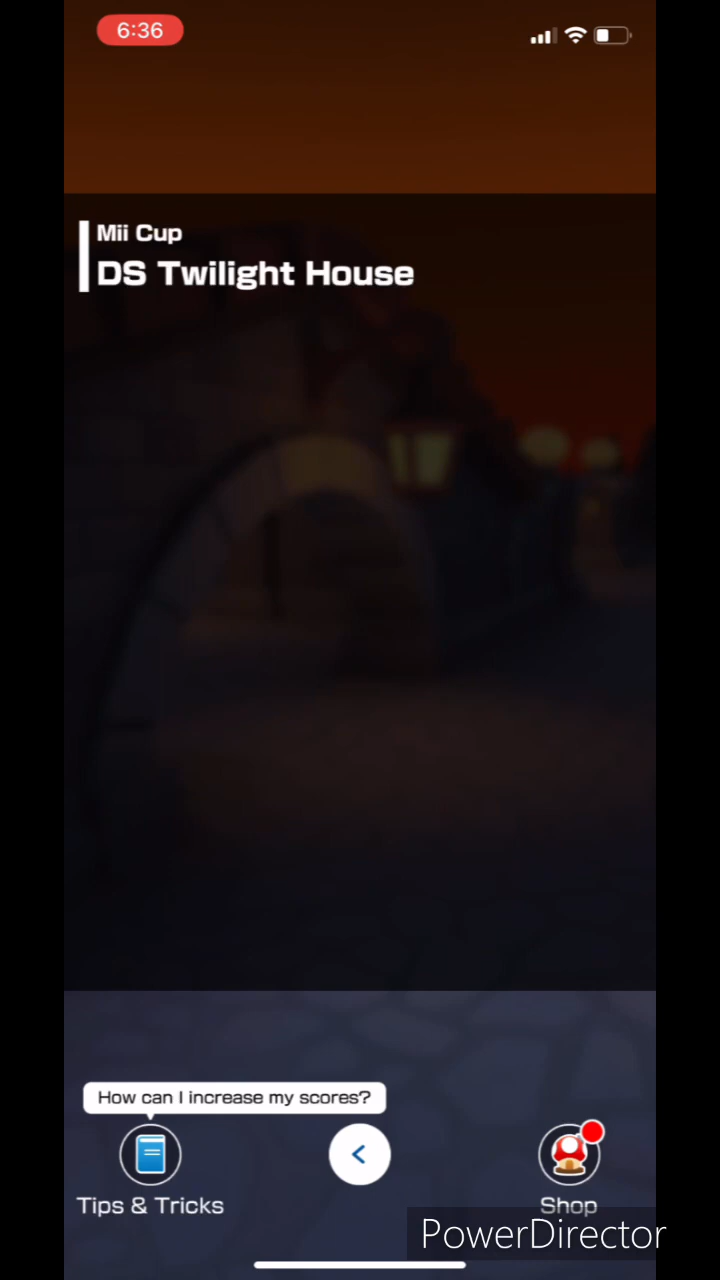 6:36
Mii Cup
DS Twilight House
How can I increase my scores?
Tips & Tricks
Shop
PowerDirector